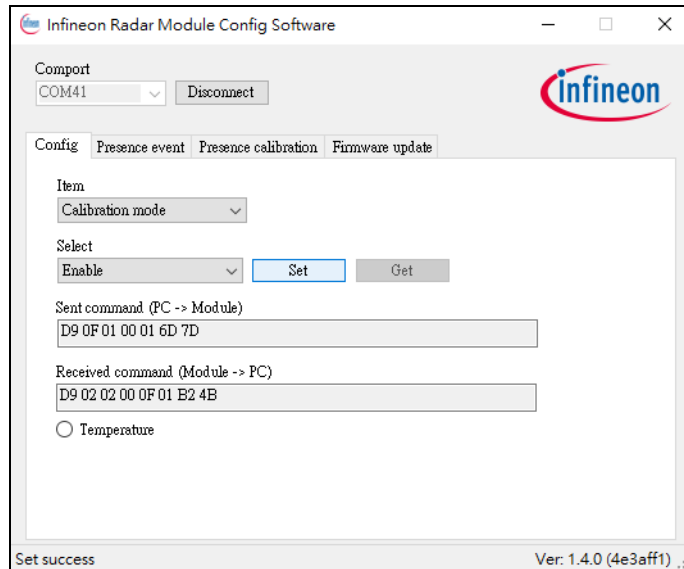 Infineon Radar Module Config Software
Comport
COM41 Disconnect
infineon
Config Presence event Presence calibration Firmware update
Item
Calibration mode
Select
Enable Set Get
Sent command (PC -> Module)
D9 0F 01 00 01 6D 7D
Received command (Module -> PC)
D9 02 02 00 0F 01 B2 4B
Temperature
Set success Ver: 1.4.0 (4e3aff1)